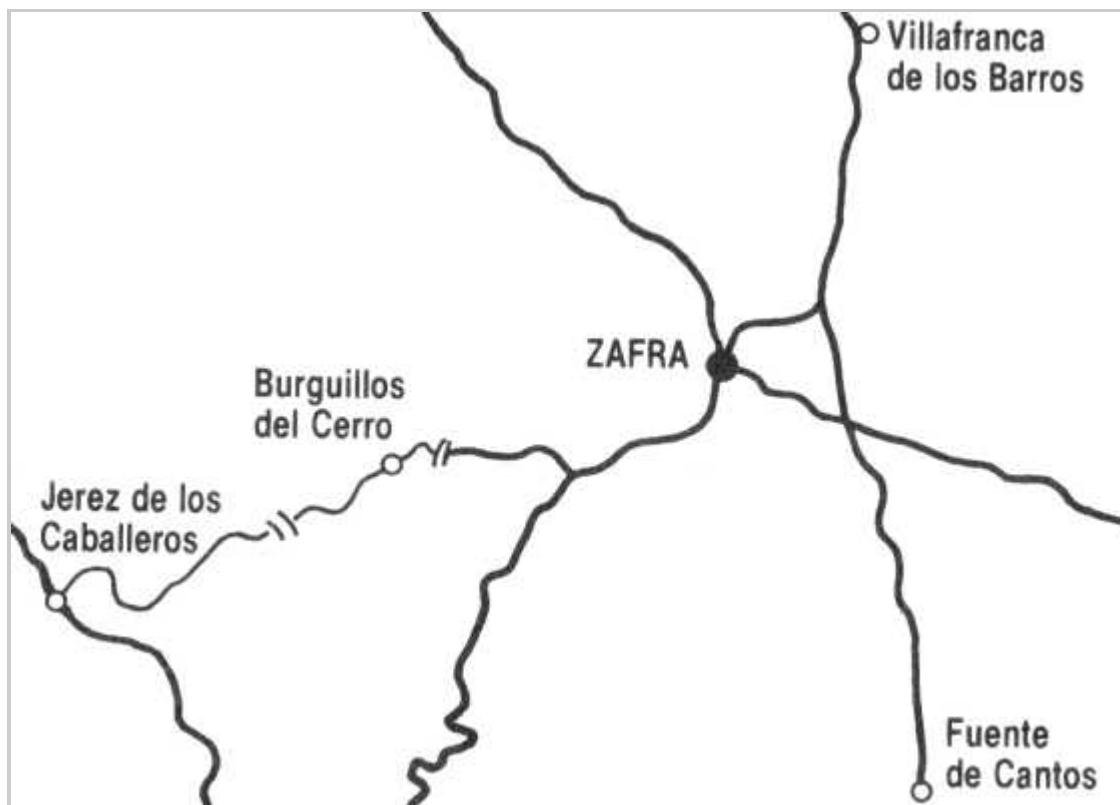 Villafranca
de los Barros
ZAFRA
Burguillos
del Cerro
Jerez de los
Caballeros
Fuente
de Cantos